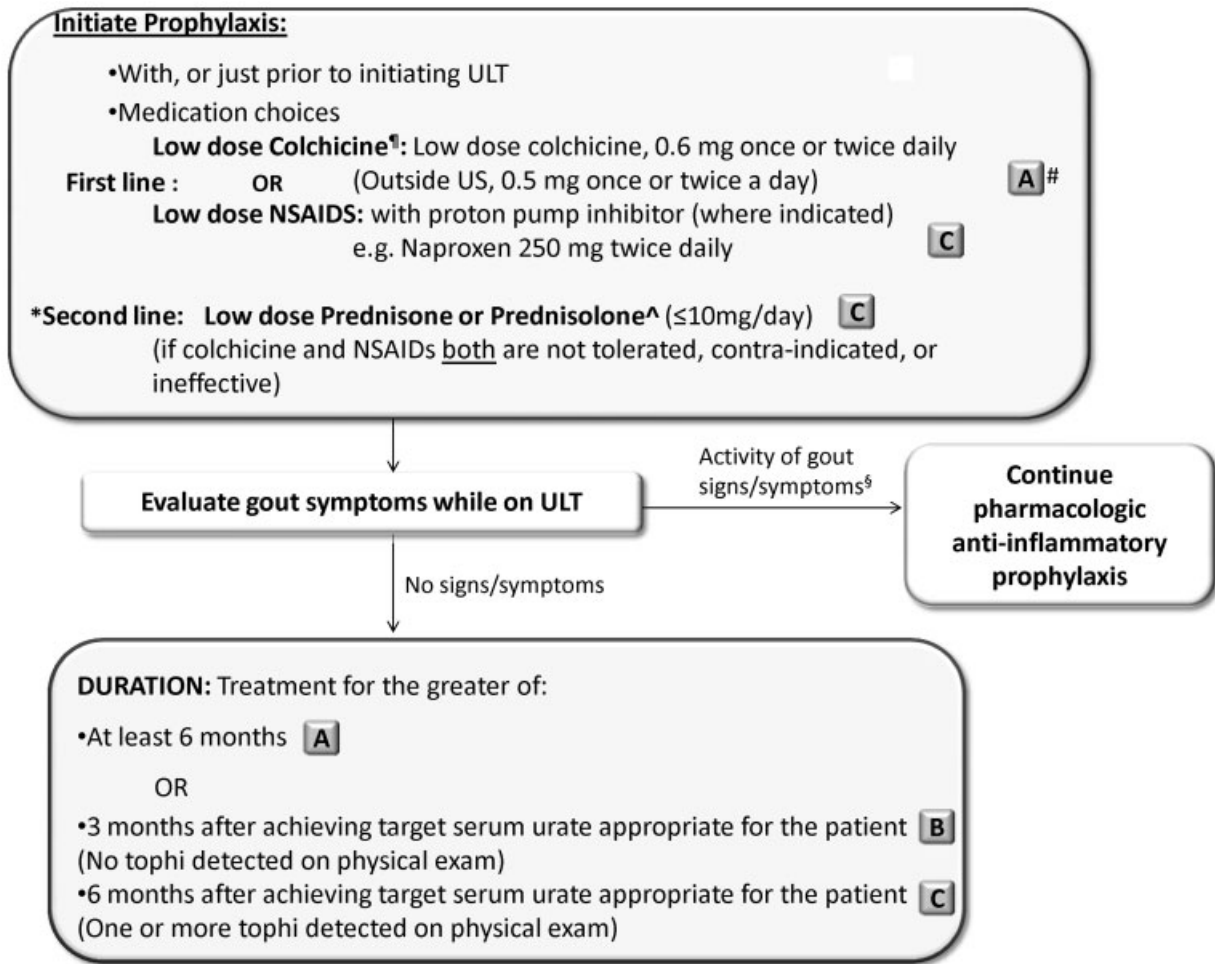 Initiate Prophylaxis:
•With, or just prior to initiating ULT
•Medication choices
Low dose Colchicine¶: Low dose colchicine, 0.6 mg once or twice daily
First line : OR (Outside US, 0.5 mg once or twice a day) A#
Low dose NSAIDS: with proton pump inhibitor (where indicated)
e.g. Naproxen 250 mg twice daily C
*Second line: Low dose Prednisone or Prednisolone^ (≤10mg/day) C
(if colchicine and NSAIDs both are not tolerated, contra-indicated, or
ineffective)
Evaluate gout symptoms while on ULT
Activity of gout
signs/symptoms§
Continue
pharmacologic
anti-inflammatory
prophylaxis
No signs/symptoms
DURATION: Treatment for the greater of:
•At least 6 months A
OR
•3 months after achieving target serum urate appropriate for the patient B
(No tophi detected on physical exam)
•6 months after achieving target serum urate appropriate for the patient C
(One or more tophi detected on physical exam)